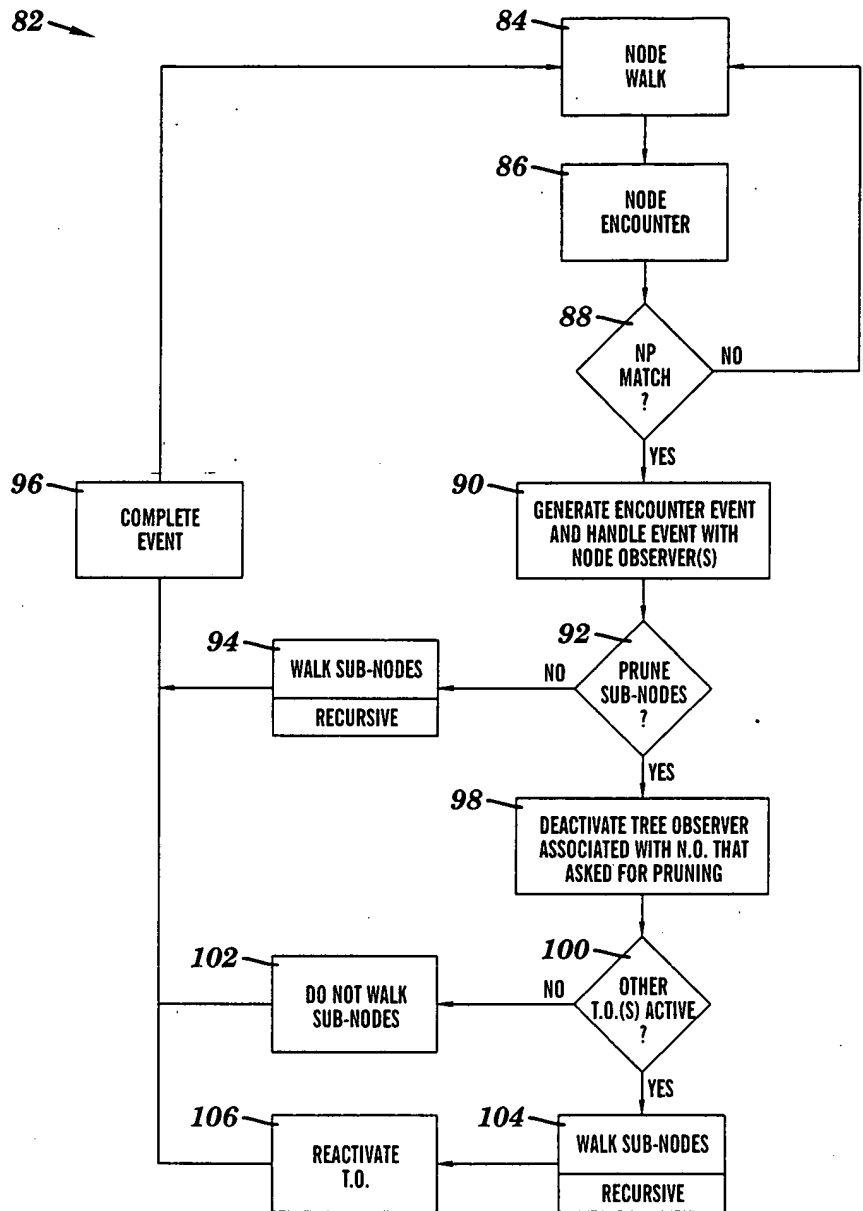 82
84
NODE
WALK
86
NODE
ENCOUNTER
88
NP
MATCH
?
NO
YES
96
COMPLETE
EVENT
90
GENERATE ENCOUNTER EVENT
AND HANDLE EVENT WITH
NODE OBSERVER(S)
92
PRUNE
SUB-NODES
?
NO
YES
94
WALK SUB-NODES
RECURSIVE
98
DEACTIVATE TREE OBSERVER
ASSOCIATED WITH N.O. THAT
ASKED FOR PRUNING
100
OTHER
T.O.(S) ACTIVE
?
NO
YES
102
DO NOT WALK
SUB-NODES
106
REACTIVATE
T.O.
104
WALK SUB-NODES
RECURSIVE